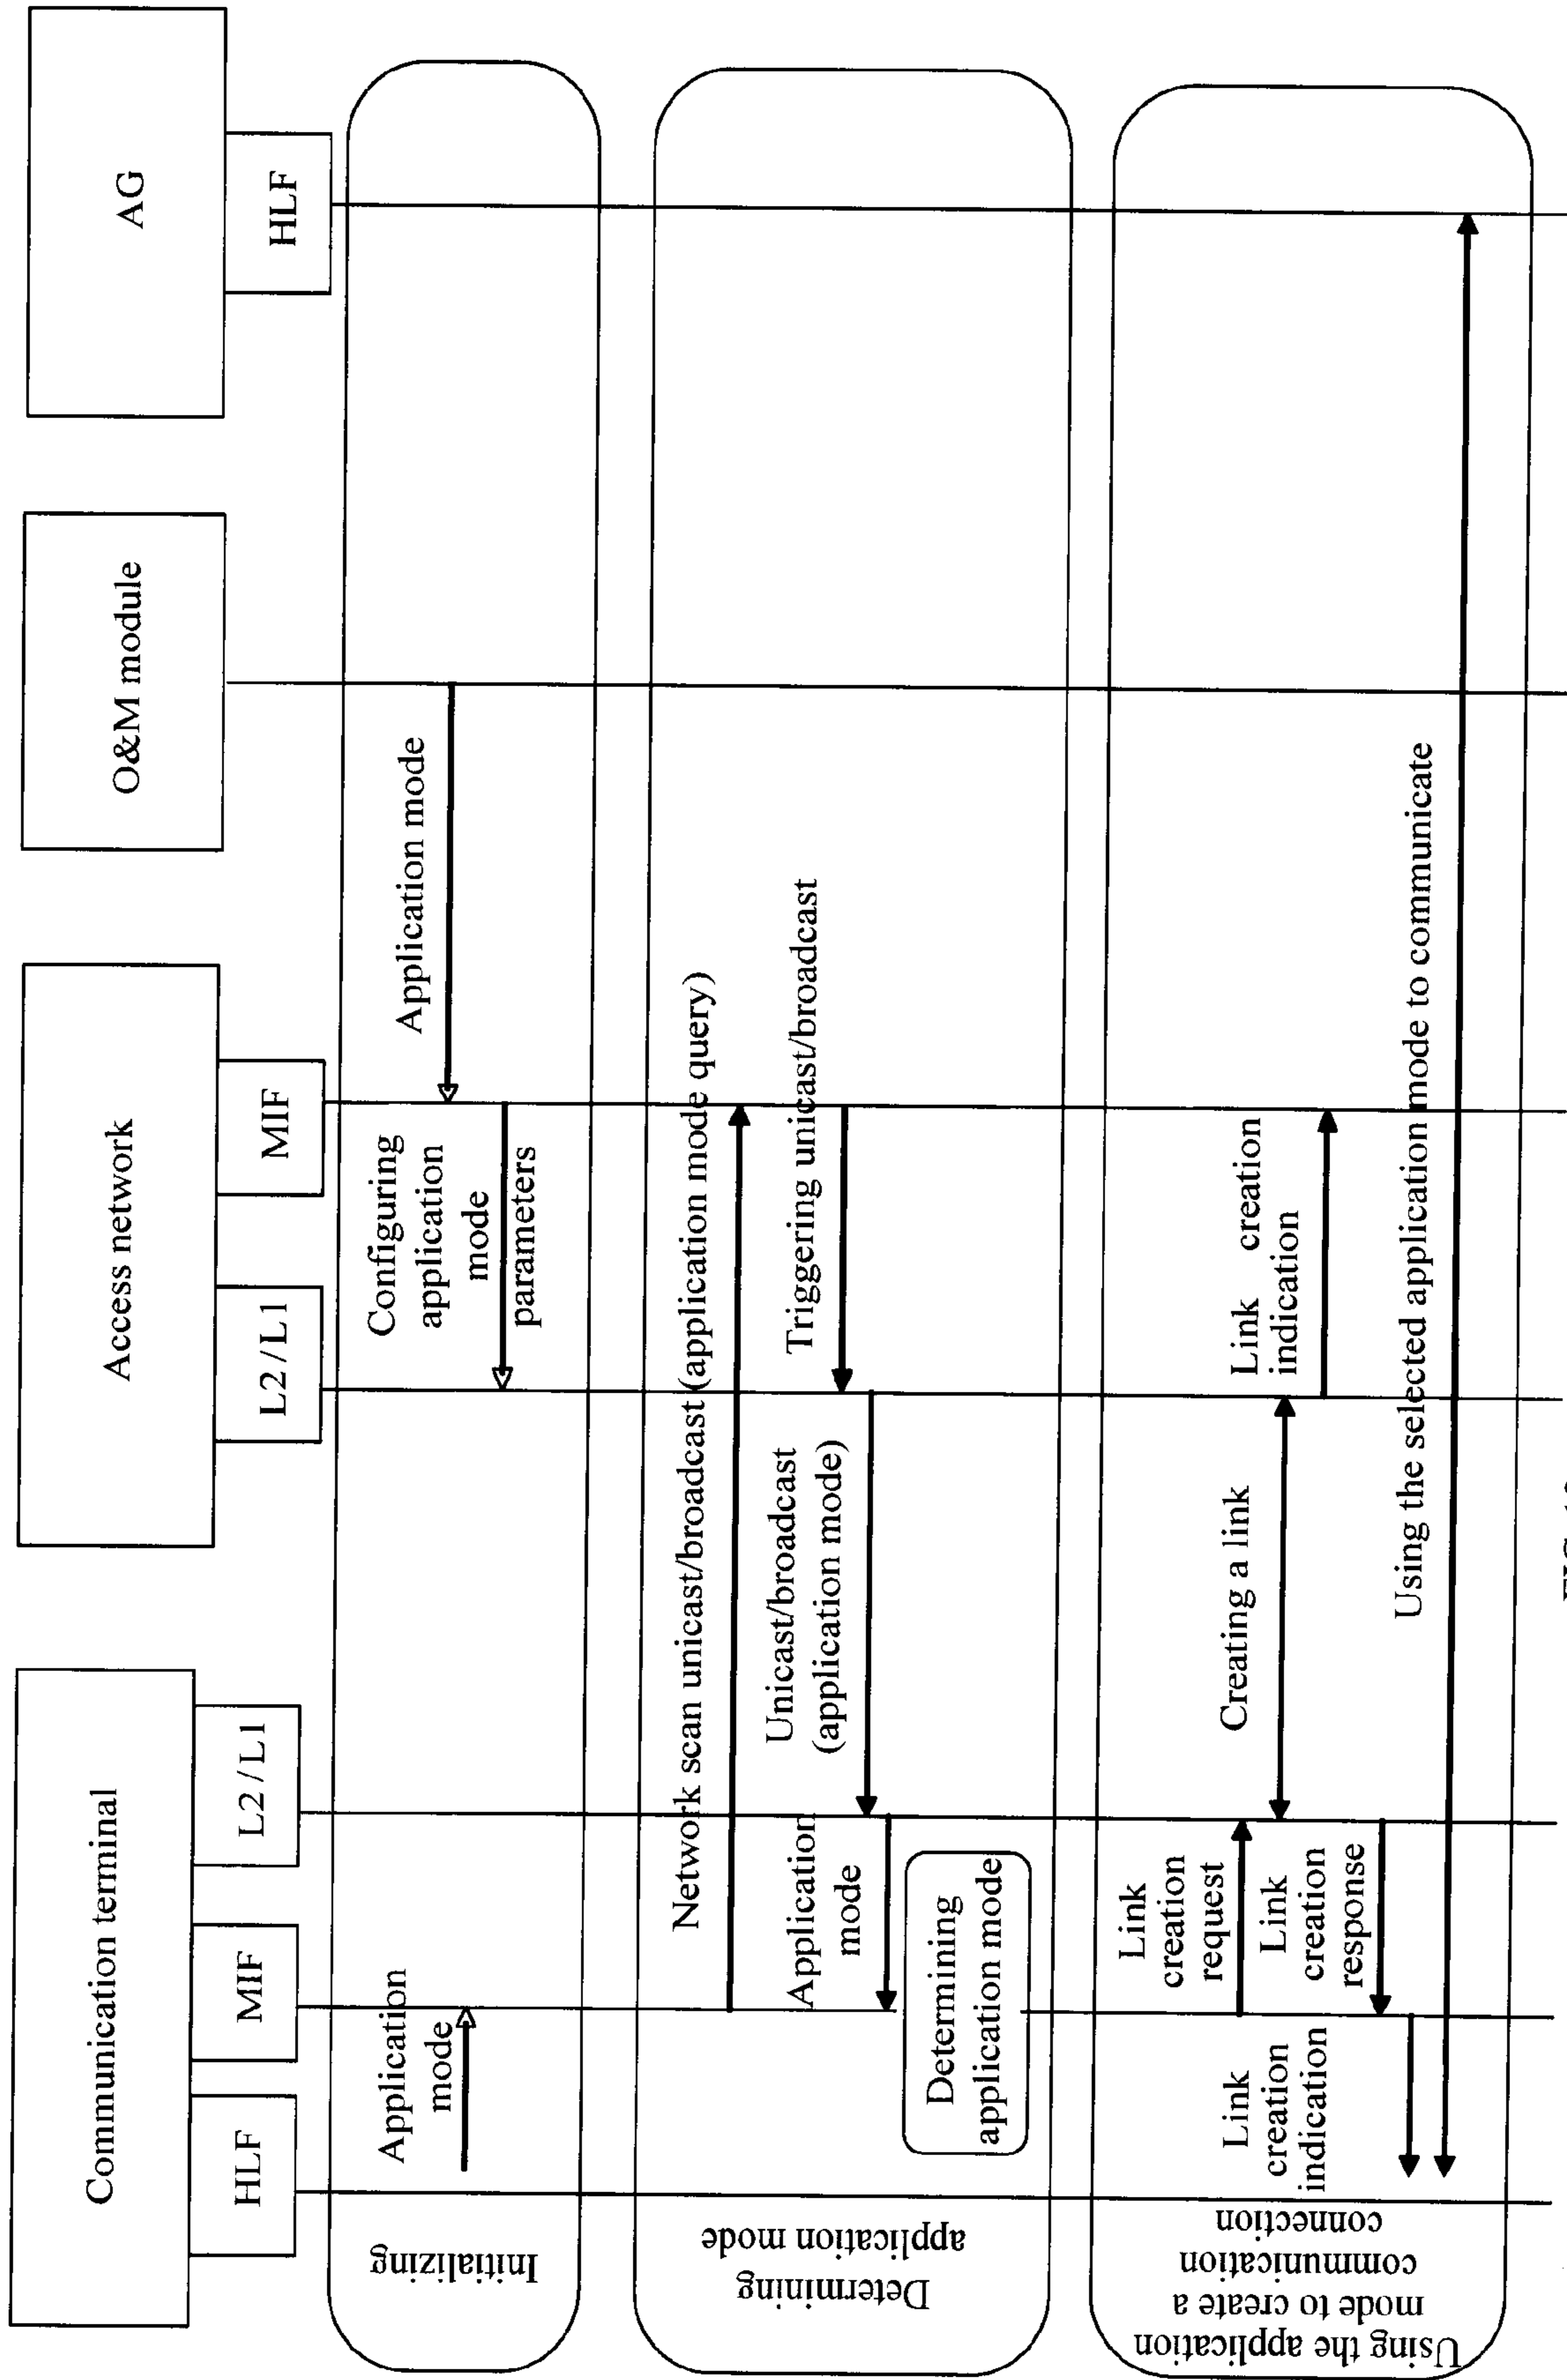 Communication terminal
HLF
MIF
L2 / L1
Access network
L2 / L1
MIF
O&M module
AG
HLF
Initializing
Application
mode
Configuring
application
mode
parameters
Application mode
Determining
application mode
Network scan unicast/broadcast (application mode query)
Triggering unicast/broadcast
Unicast/broadcast
(application mode)
Application
mode
Determining
application mode
Using the application
mode to create a
communication
connection
Link
creation
request
Creating a link
Link creation
indication
Link
creation
response
Link
creation
indication
Using the selected application mode to communicate